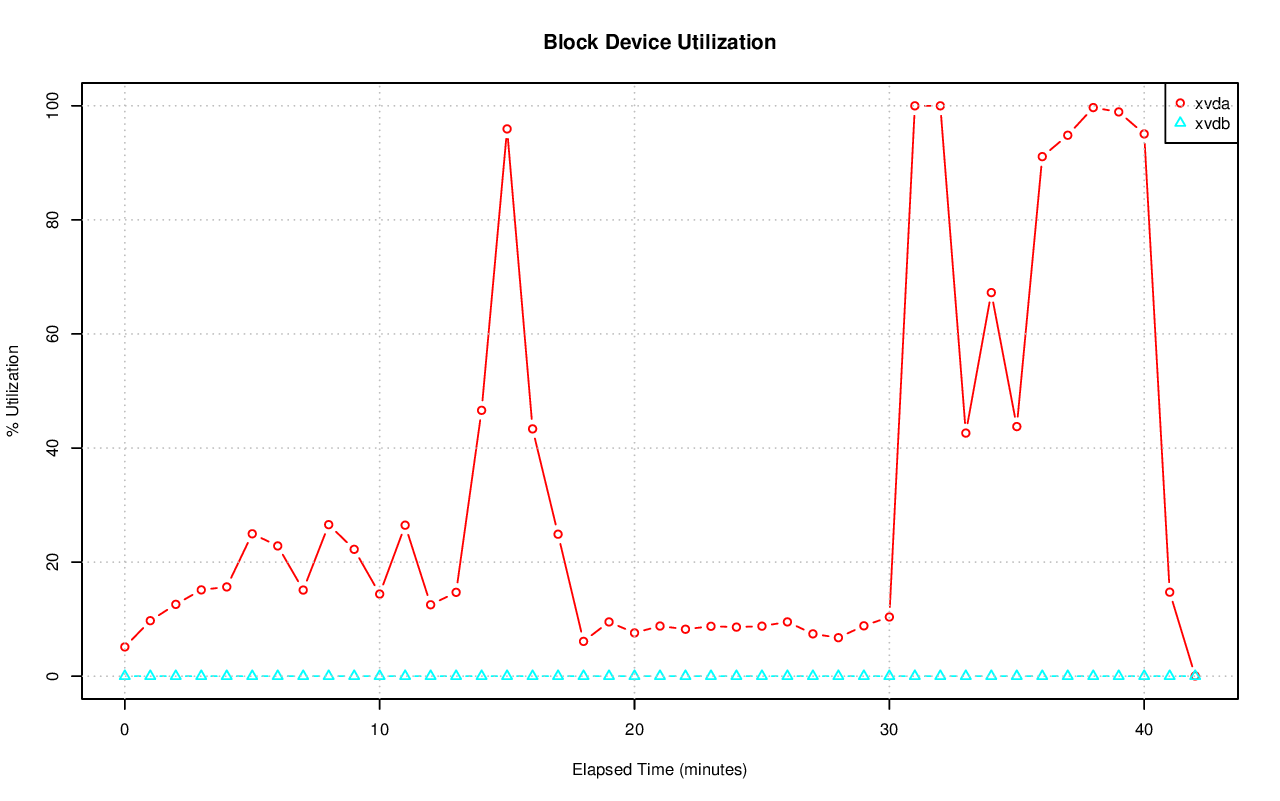 Block Device Utilization
xvda
xvdb
% Utilization
100
80
60
40
20
0
0 10 20 30 40
Elapsed Time (minutes)